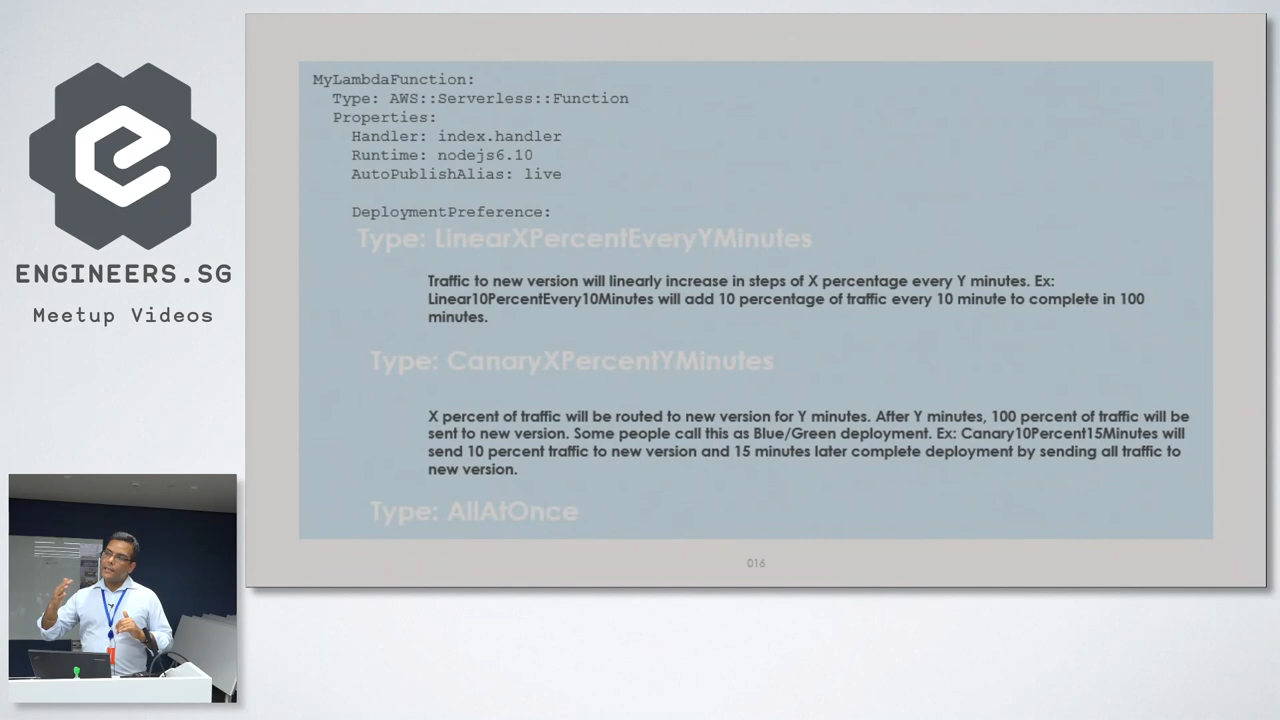 ENGINEERS.SG
Meetup Videos
MyLambdaFunction:
Type: AWS::Serverless::Function
Properties:
Handler: index.handler
Runtime: nodejs6.10
AutoPublishAlias: live
DeploymentPreference:
Type: LinearXPercentEveryYMinutes
Traffic to new version will linearly increase in steps of X percentage every Y minutes. Ex:
Linear10PercentEvery10Minutes will add 10 percentage of traffic every 10 minute to complete in 100
minutes.
Type: CanaryXPercentYMinutes
X percent of traffic will be routed to new version for Y minutes. After Y minutes, 100 percent of traffic will be
sent to new version. Some people call this as Blue/Green deployment. Ex: Canary10Percent15Minutes will
send 10 percent traffic to new version and 15 minutes later complete deployment by sending all traffic to
new version.
Type: AllAtOnce
016